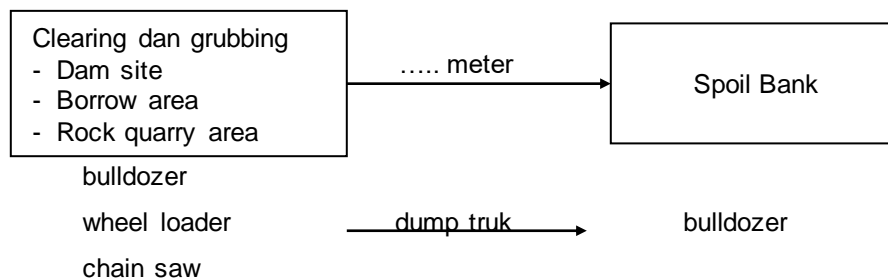 Clearing dan grubbing
- Dam site
- Borrow area
- Rock quarry area
….. meter
Spoil Bank
bulldozer
wheel loader
chain saw
dump truk
bulldozer